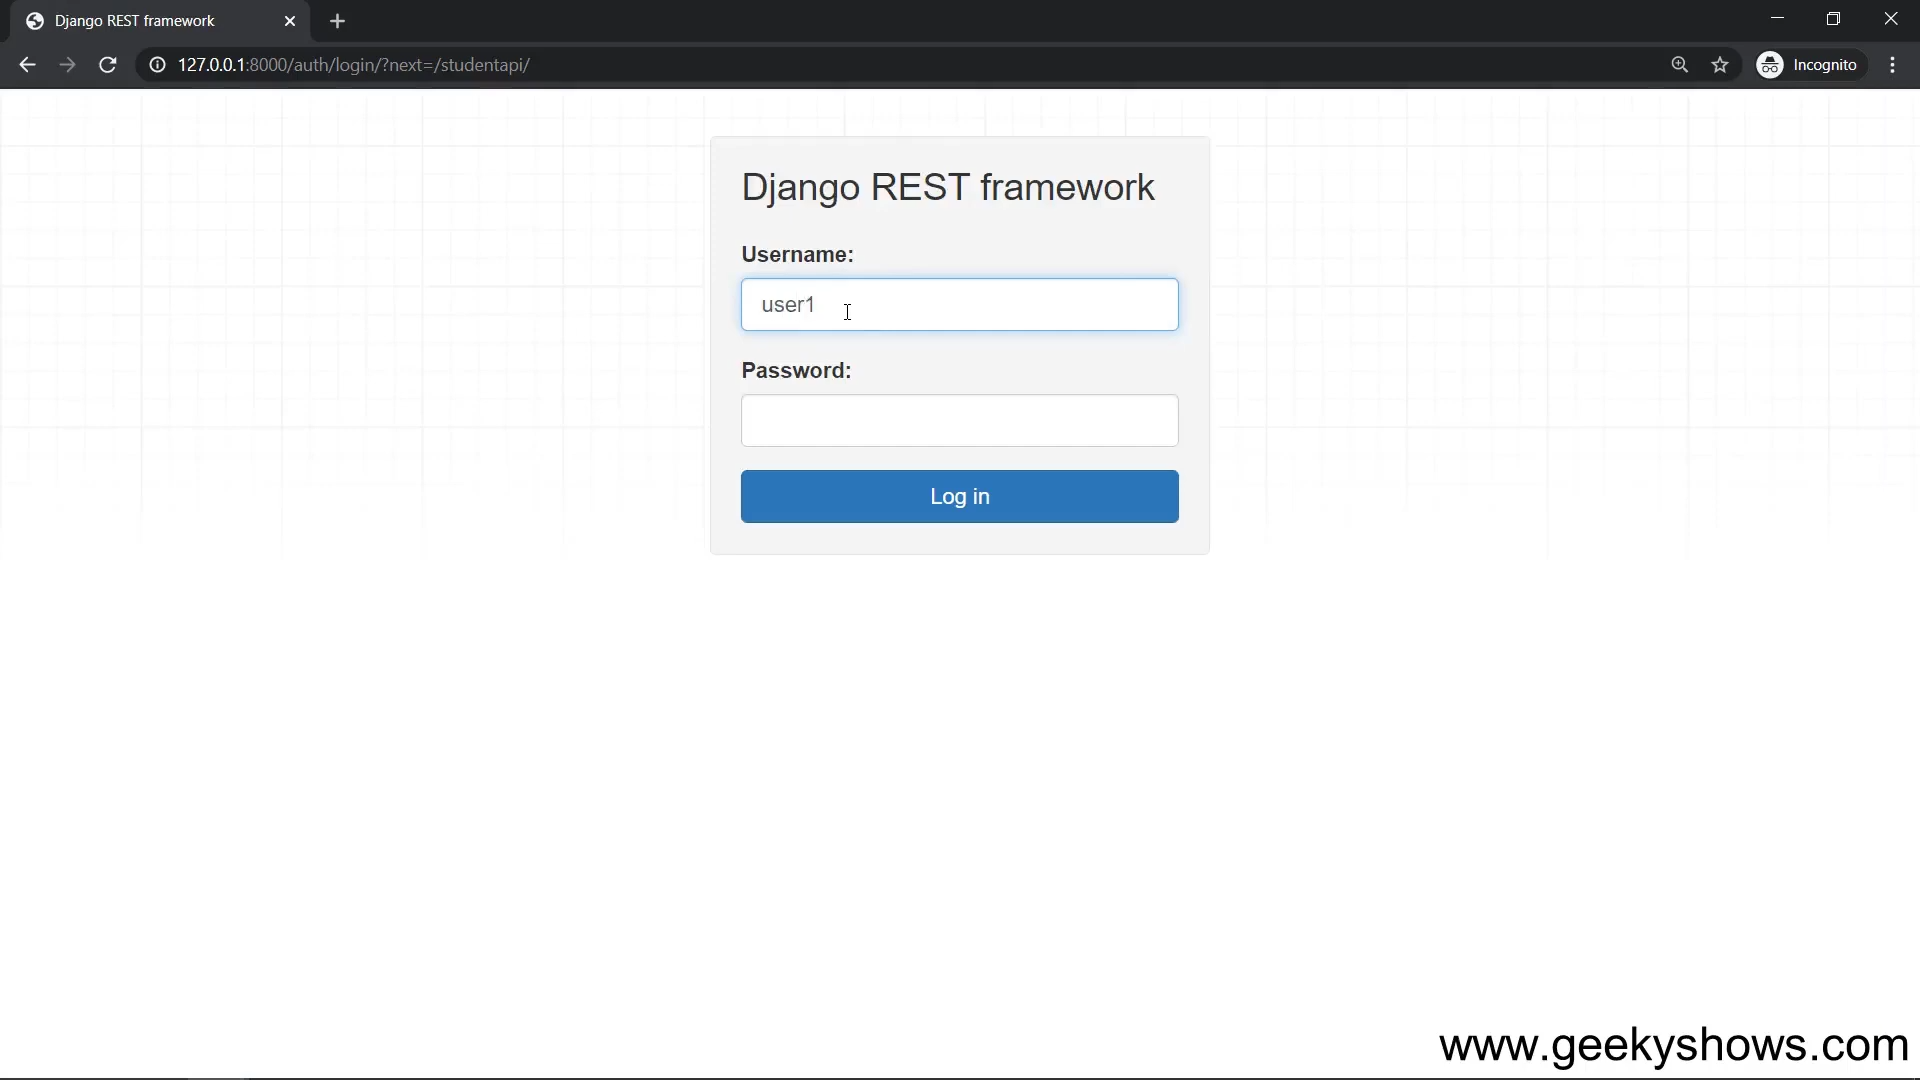 Django REST framework
127.0.0.1:8000/auth/login/?next=/studentapi/
Incognito
Django REST framework
Username:
user1
Password:
Log in
www.geekyshows.com